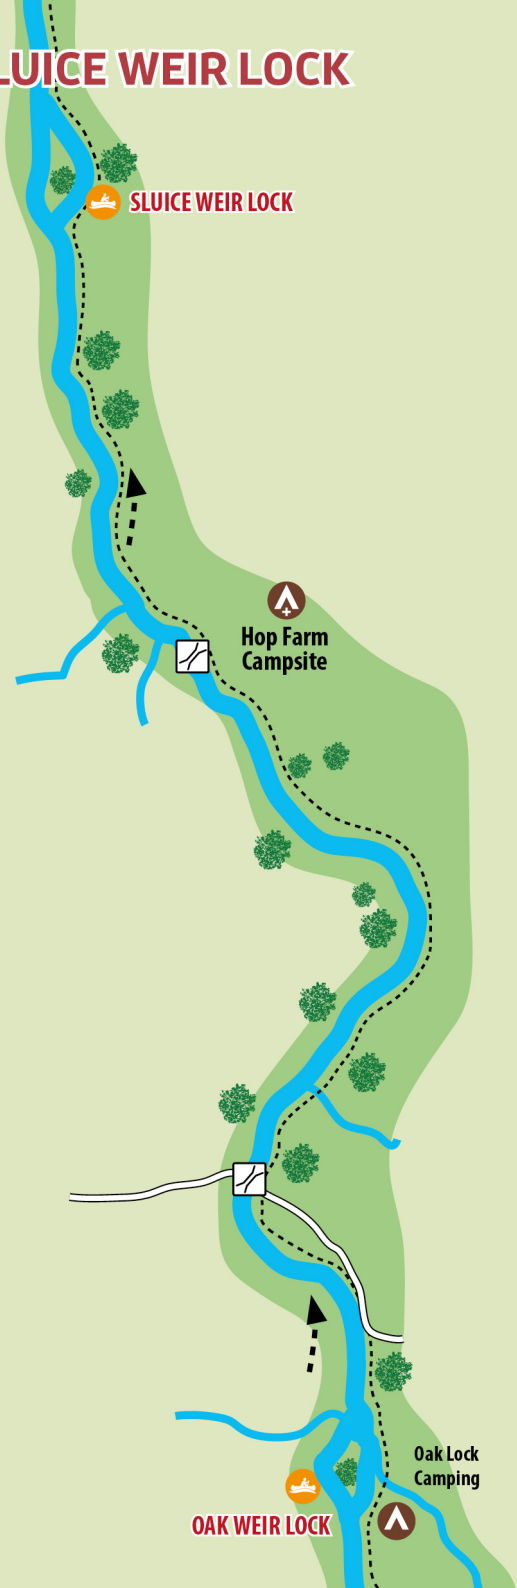 LUICE WEIR LOCK
SLUICE WEIR LOCK
Hop Farm
Campsite
Oak Lock
Camping
OAK WEIR LOCK